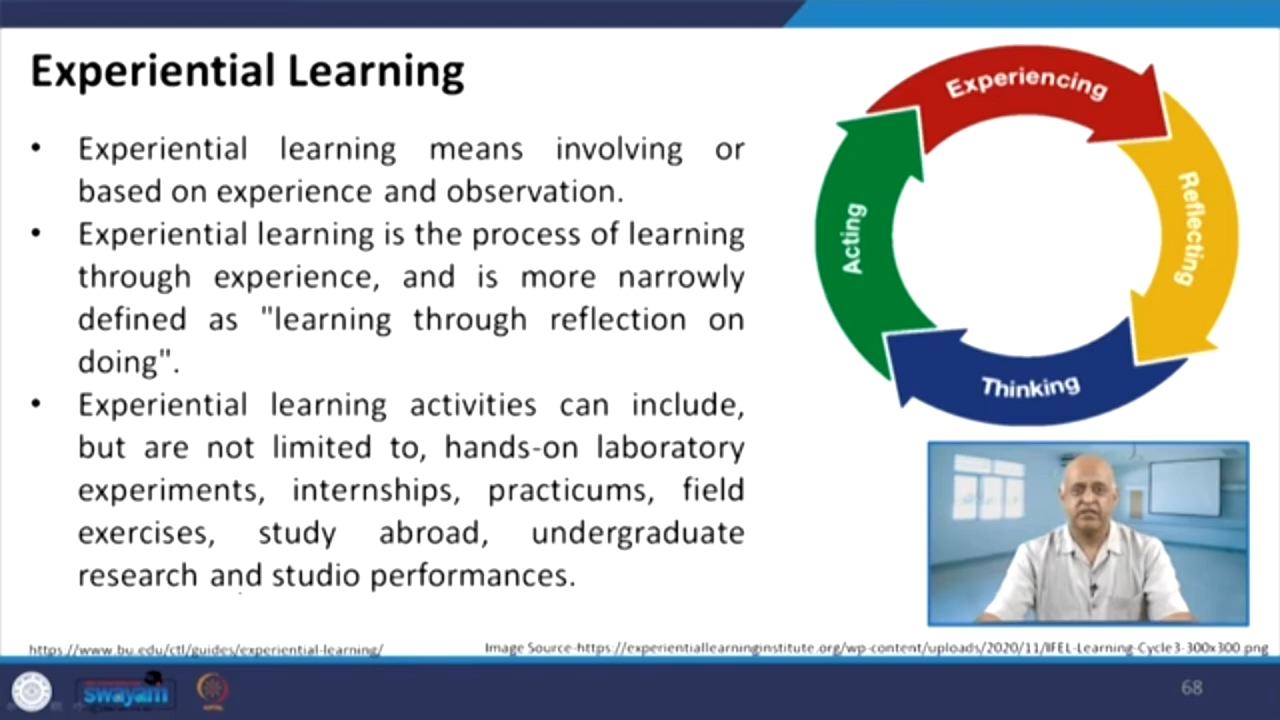 Experiential Learning
• Experiential learning means involving or
based on experience and observation.
• Experiential learning is the process of learning
through experience, and is more narrowly
defined as "learning through reflection on
doing".
• Experiential learning activities can include,
but are not limited to, hands-on laboratory
experiments, internships, practicums, field
exercises, study abroad, undergraduate
research and studio performances.
Experiencing
Reflecting
Thinking
Acting
https://www.bu.edu/ctl/guides/experiential-learning/
Image Source-https://experientiallearninginstitute.org/wp-content/uploads/2020/11/IFEL-Learning-Cycle3-300x300.png
swayam
68